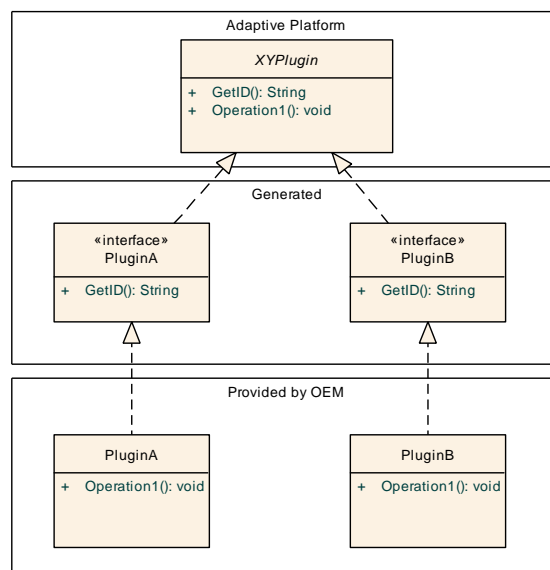 Adaptive Platform
XYPlugin
+ GetID(): String
+ Operation1(): void
Generated
«interface»
PluginA
+ GetID(): String
«interface»
PluginB
+ GetID(): String
Provided by OEM
PluginA
+ Operation1(): void
PluginB
+ Operation1(): void